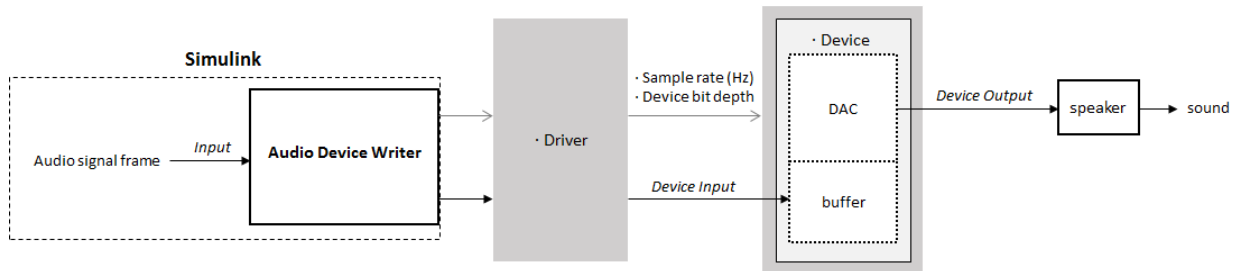 Simulink
Audio signal frame
Input
Audio Device Writer
· Driver
· Sample rate (Hz)
· Device bit depth
Device Input
· Device
DAC
buffer
Device Output
speaker
sound